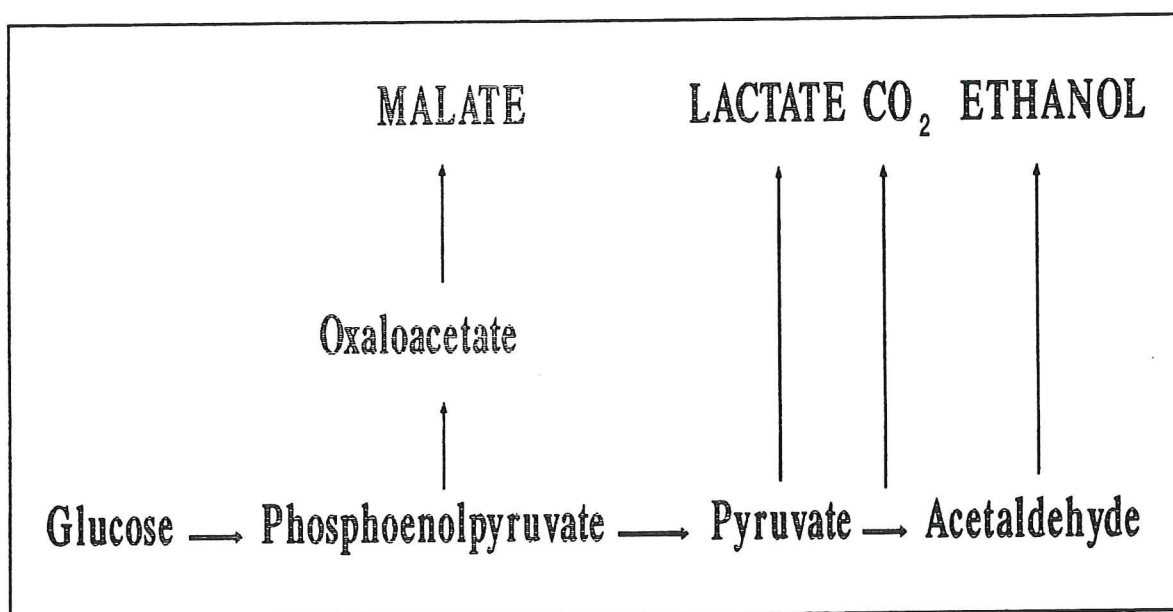 MALATE LACTATE CO₂ ETHANOL
Oxaloacetate
Glucose → Phosphoenolpyruvate → Pyruvate → Acetaldehyde